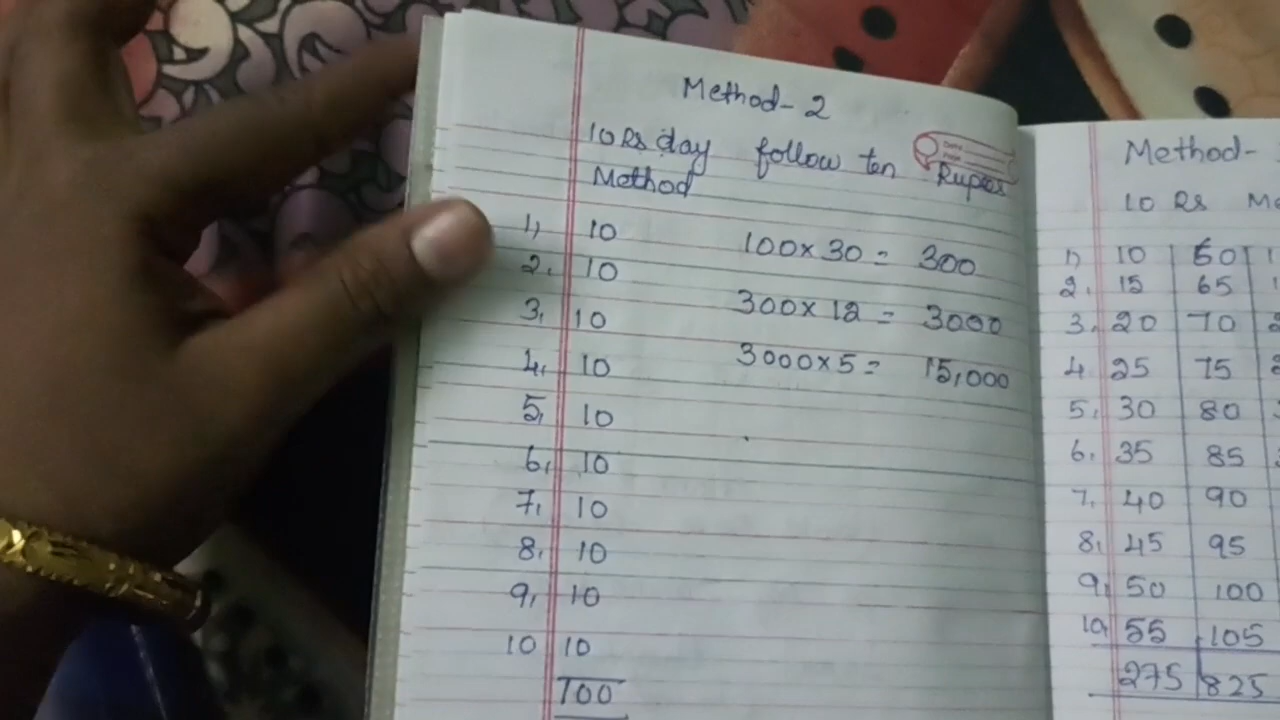 Method-2
10 Rs day follow ten Rupees
Method
1, 10 100x30 = 300
2, 10 300x12 = 3000
3, 10 3000x5 = 15,000
4, 10
5, 10
6, 10
7, 10
8, 10
9, 10
10 10
100
Method-
10 Rs
1, 10 60
2, 15 65
3, 20 70
4. 25 75
5, 30 80
6, 35 85
7, 40 90
8, 45 95
9, 50 100
10, 55 105
275 825